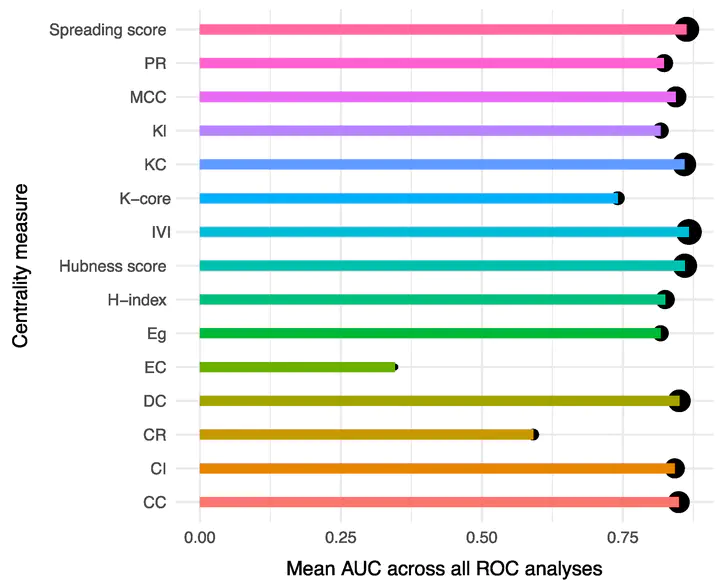 Spreading score
PR
MCC
KI
KC
K−core
IVI
Hubness score
H−index
Eg
EC
DC
CR
CI
CC
Centrality measure
0.00 0.25 0.50 0.75
Mean AUC across all ROC analyses